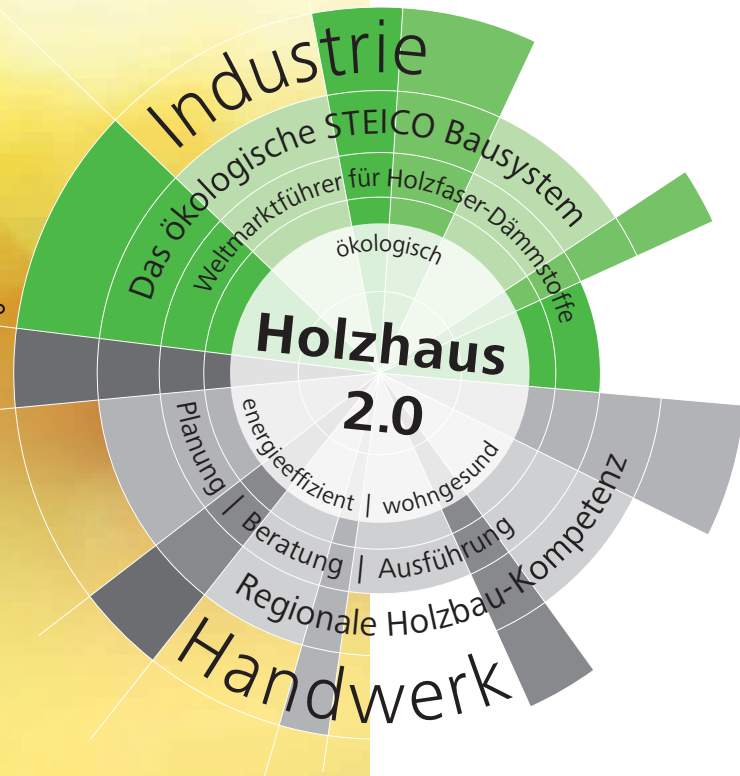 Industrie
Das ökologische STEICO Bausystem
Weltmarktführer für Holzfaser-Dämmstoffe
ökologisch
Holzhaus
2.0
energieeffizient | wohngesund
Planung | Beratung | Ausführung
Regionale Holzbau-Kompetenz
Handwerk